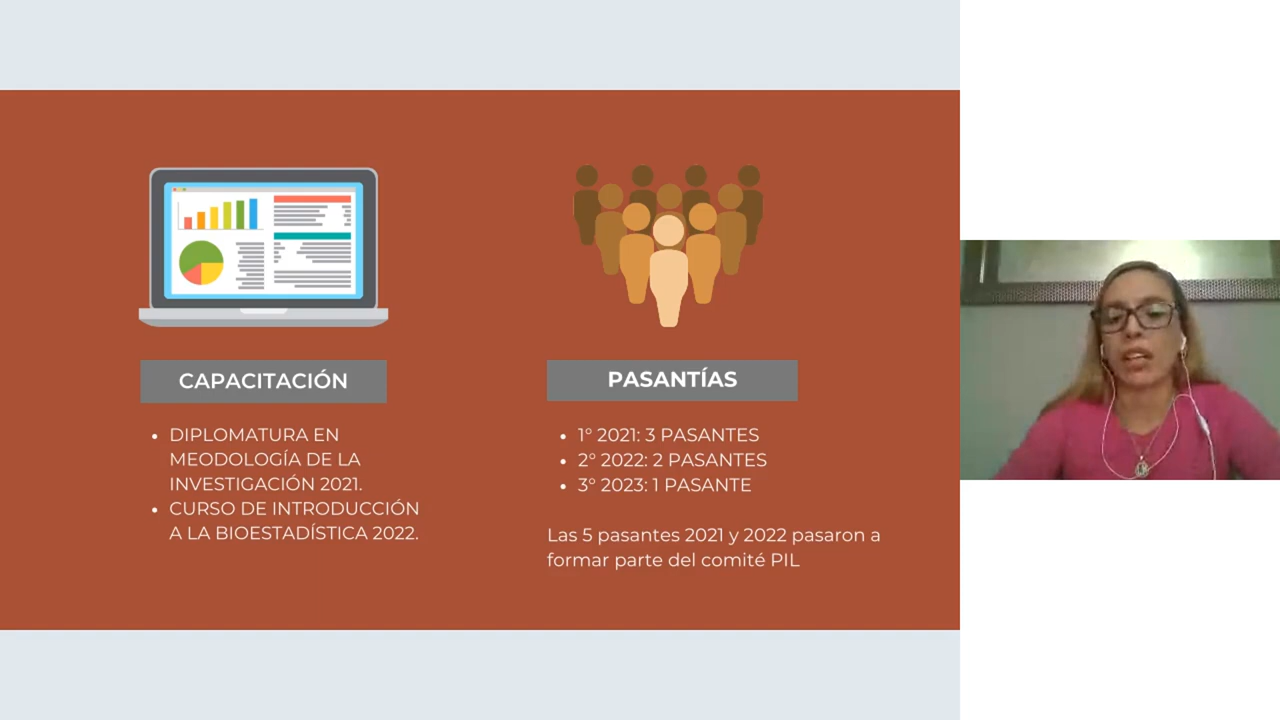 CAPACITACIÓN
• DIPLOMATURA EN
MEODOLOGÍA DE LA
INVESTIGACIÓN 2021.
• CURSO DE INTRODUCCIÓN
A LA BIOESTADÍSTICA 2022.
PASANTÍAS
• 1° 2021: 3 PASANTES
• 2° 2022: 2 PASANTES
• 3° 2023: 1 PASANTE
Las 5 pasantes 2021 y 2022 pasaron a
formar parte del comité PIL